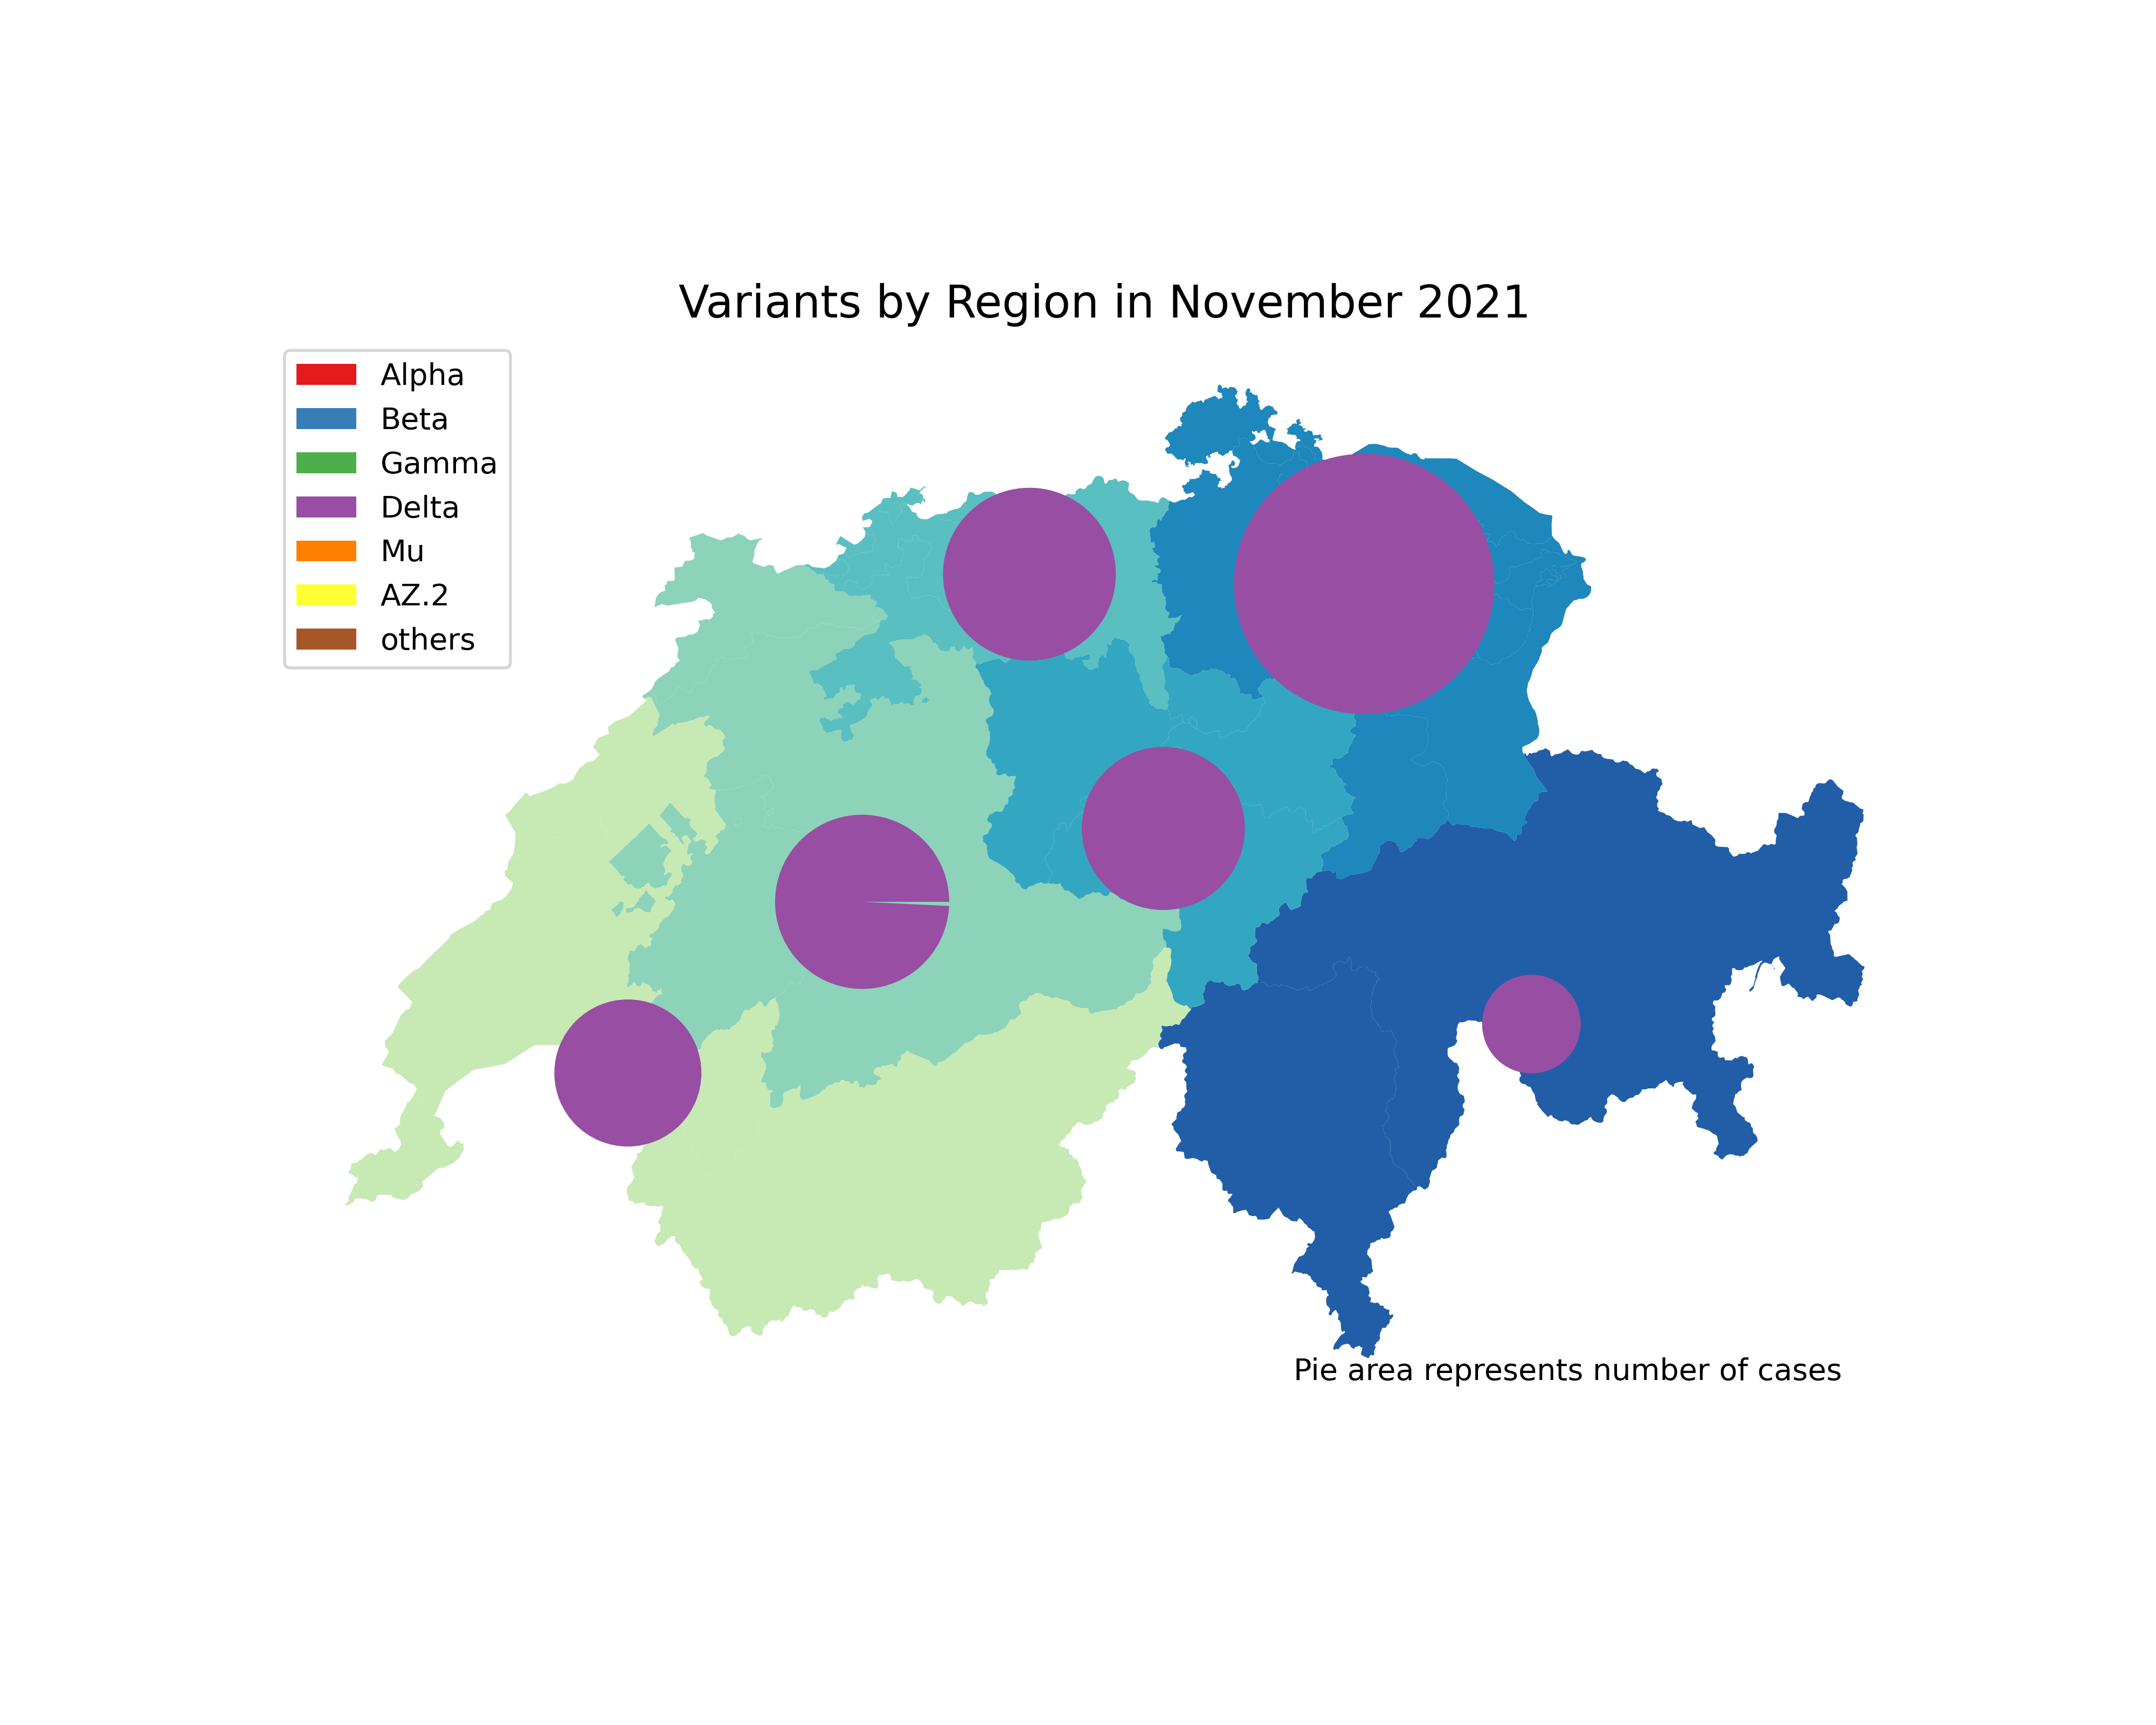 Variants by Region in November 2021
Alpha
Beta
Gamma
Delta
Mu
AZ.2
others
Pie area represents number of cases